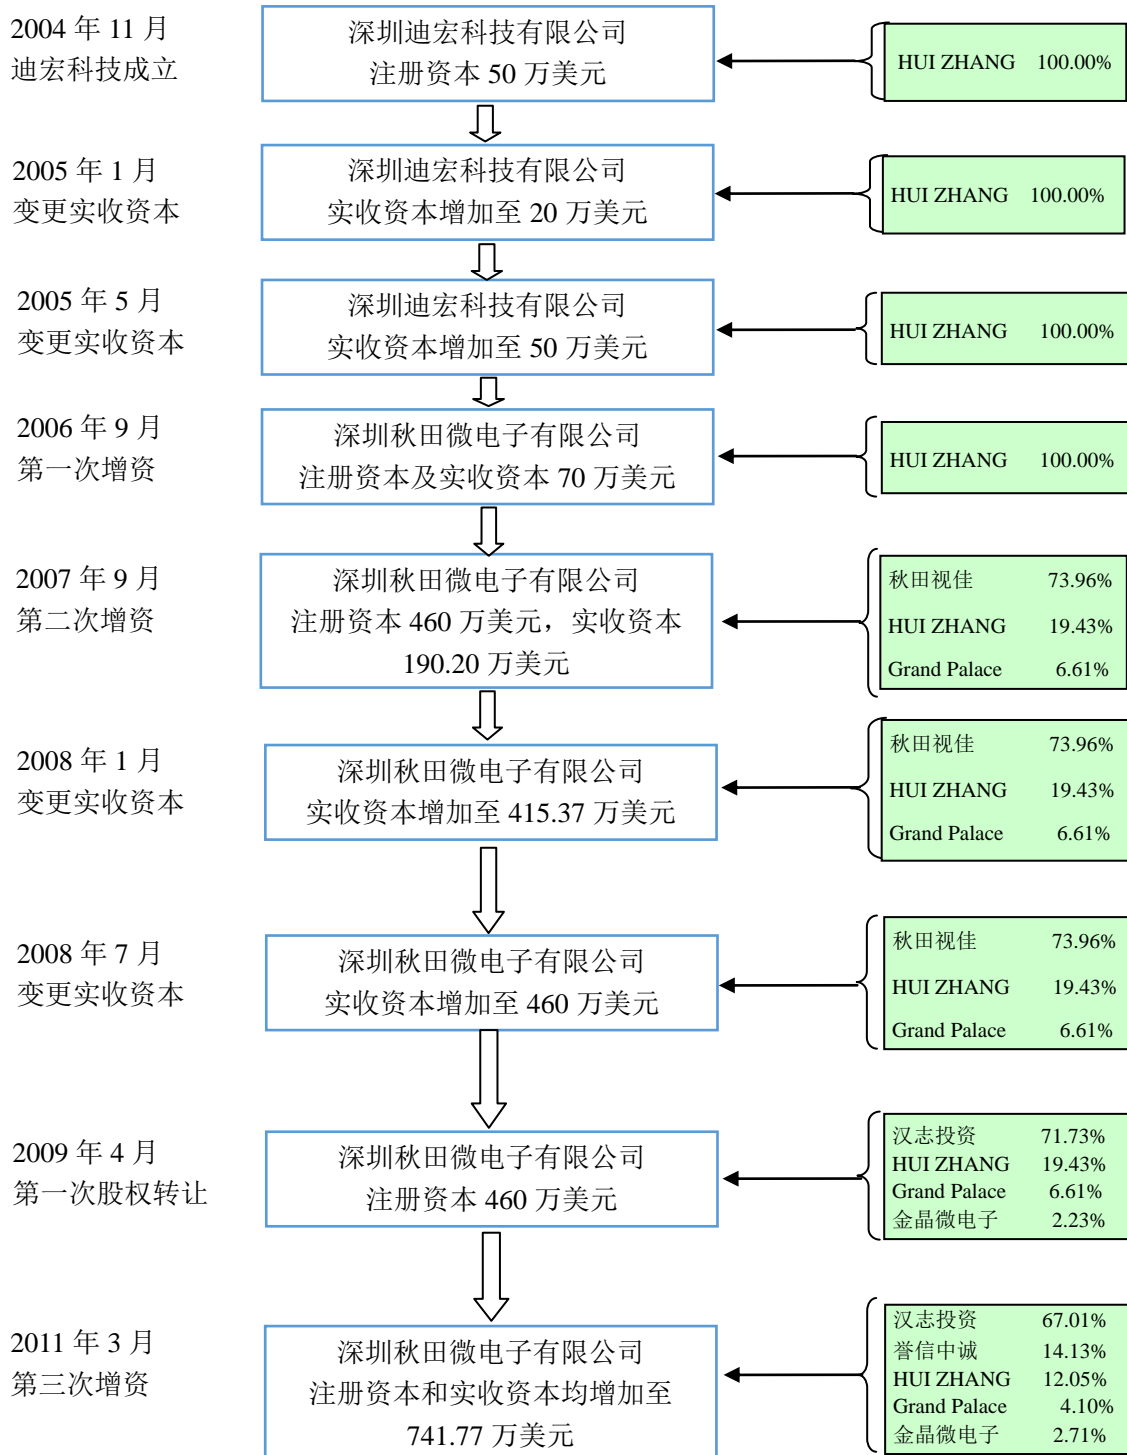 2004 年 11 月
迪宏科技成立
深圳迪宏科技有限公司
注册资本 50 万美元
HUI ZHANG 100.00%
2005 年 1 月
变更实收资本
深圳迪宏科技有限公司
实收资本增加至 20 万美元
HUI ZHANG 100.00%
2005 年 5 月
变更实收资本
深圳迪宏科技有限公司
实收资本增加至 50 万美元
HUI ZHANG 100.00%
2006 年 9 月
第一次增资
深圳秋田微电子有限公司
注册资本及实收资本 70 万美元
HUI ZHANG 100.00%
2007 年 9 月
第二次增资
深圳秋田微电子有限公司
注册资本 460 万美元，实收资本
190.20 万美元
秋田视佳 73.96%
HUI ZHANG 19.43%
Grand Palace 6.61%
2008 年 1 月
变更实收资本
深圳秋田微电子有限公司
实收资本增加至 415.37 万美元
秋田视佳 73.96%
HUI ZHANG 19.43%
Grand Palace 6.61%
2008 年 7 月
变更实收资本
深圳秋田微电子有限公司
实收资本增加至 460 万美元
秋田视佳 73.96%
HUI ZHANG 19.43%
Grand Palace 6.61%
2009 年 4 月
第一次股权转让
深圳秋田微电子有限公司
注册资本 460 万美元
汉志投资 71.73%
HUI ZHANG 19.43%
Grand Palace 6.61%
金晶微电子 2.23%
2011 年 3 月
第三次增资
深圳秋田微电子有限公司
注册资本和实收资本均增加至
741.77 万美元
汉志投资 67.01%
誉信中诚 14.13%
HUI ZHANG 12.05%
Grand Palace 4.10%
金晶微电子 2.71%